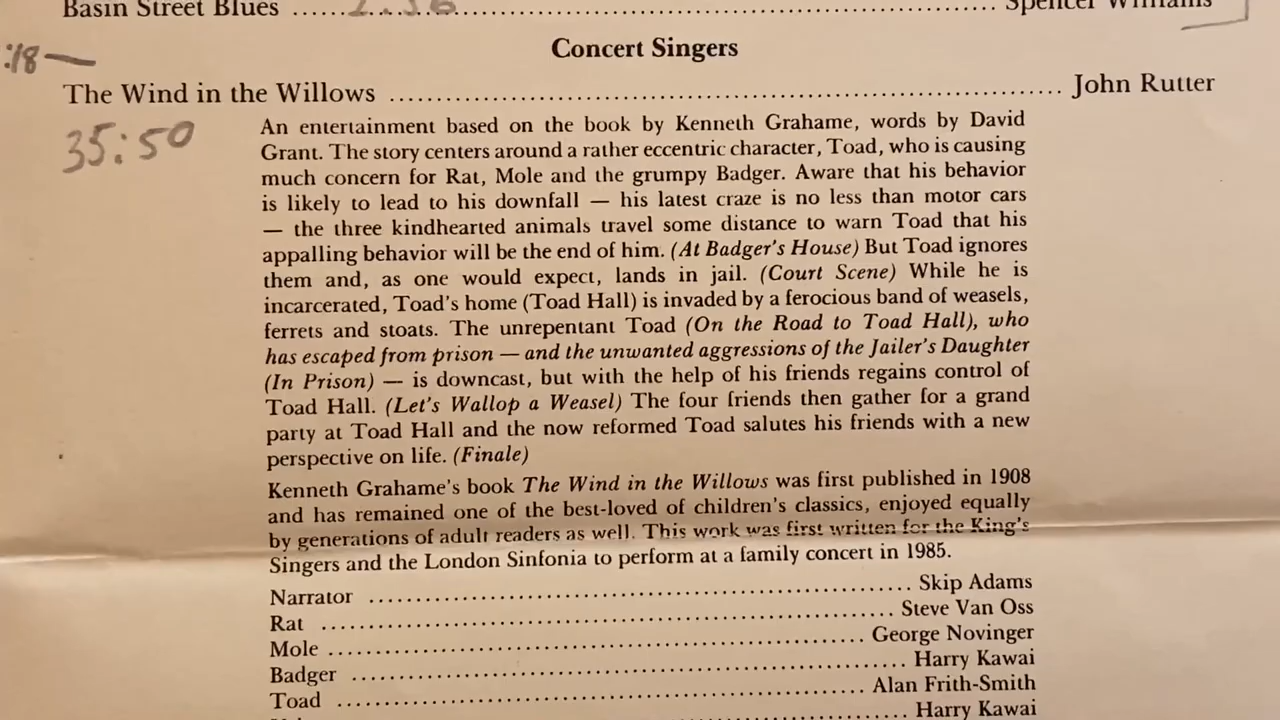 Basin Street Blues ........................................ Spencer Williams
Concert Singers
:18 —
The Wind in the Willows ........................................ John Rutter
35:50
An entertainment based on the book by Kenneth Grahame, words by David
Grant. The story centers around a rather eccentric character, Toad, who is causing
much concern for Rat, Mole and the grumpy Badger. Aware that his behavior
is likely to lead to his downfall — his latest craze is no less than motor cars
— the three kindhearted animals travel some distance to warn Toad that his
appalling behavior will be the end of him. (At Badger's House) But Toad ignores
them and, as one would expect, lands in jail. (Court Scene) While he is
incarcerated, Toad's home (Toad Hall) is invaded by a ferocious band of weasels,
ferrets and stoats. The unrepentant Toad (On the Road to Toad Hall), who
has escaped from prison — and the unwanted aggressions of the Jailer's Daughter
(In Prison) — is downcast, but with the help of his friends regains control of
Toad Hall. (Let's Wallop a Weasel) The four friends then gather for a grand
party at Toad Hall and the now reformed Toad salutes his friends with a new
perspective on life. (Finale)
Kenneth Grahame's book The Wind in the Willows was first published in 1908
and has remained one of the best-loved of children's classics, enjoyed equally
by generations of adult readers as well. This work was first written for the King's
Singers and the London Sinfonia to perform at a family concert in 1985.
Narrator ........................................ Skip Adams
Rat ........................................ Steve Van Oss
Mole ........................................ George Novinger
Badger ........................................ Harry Kawai
Toad ........................................ Alan Frith-Smith
........................................ Harry Kawai